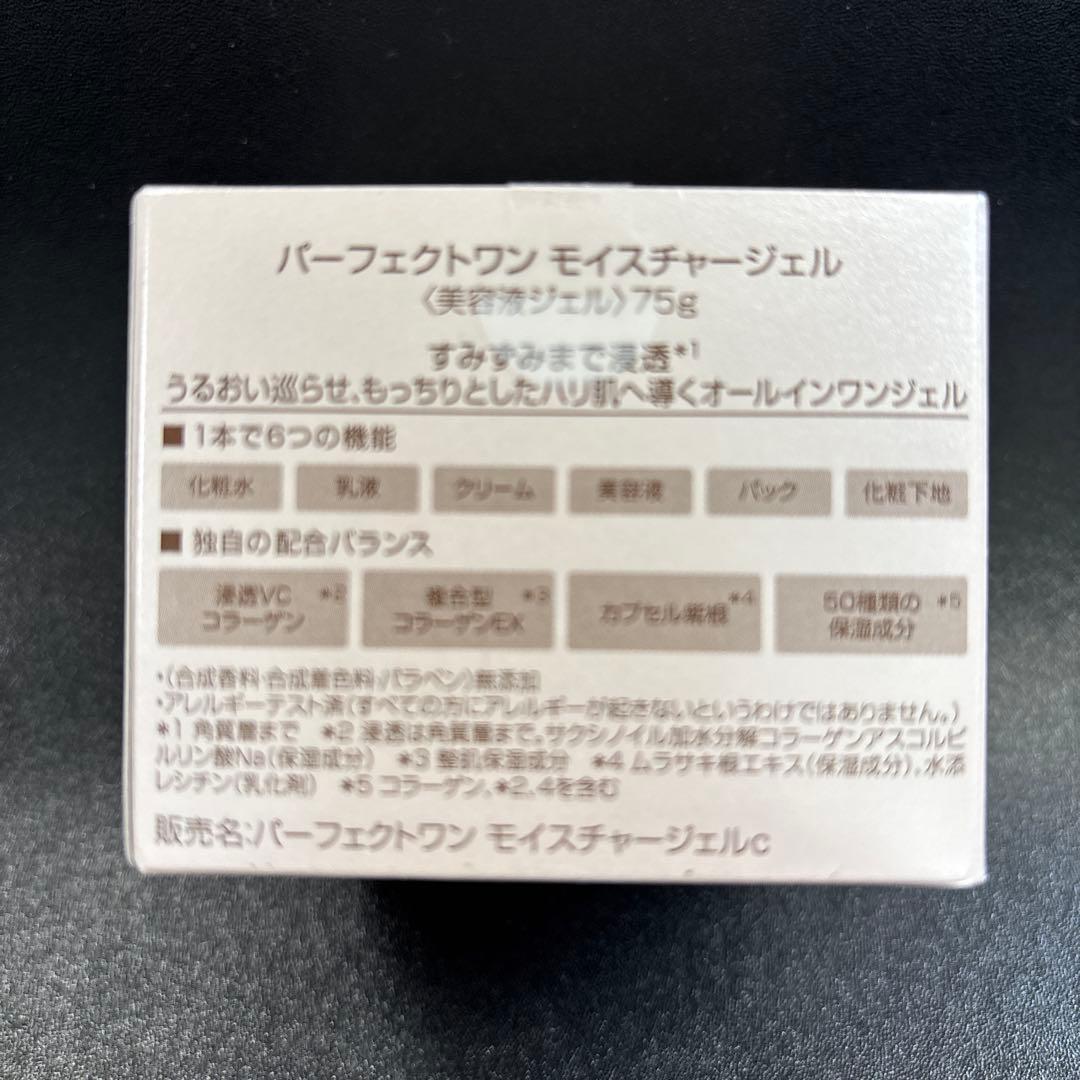 パーフェクトワン モイスチャージェル
〈美容液ジェル〉75g
すみずみまで浸透*1
うるおい巡らせ、もっちりとしたハリ肌へ導くオールインワンジェル
■ 1本で6つの機能
化粧水 乳液 クリーム 美容液 パック 化粧下地
■ 独自の配合バランス
浸透VCコラーゲン*2 複合型コラーゲンEX*3 カプセル紫根*4 50種類の保湿成分*5
・(合成香料・合成着色料・パラベン)無添加
・アレルギーテスト済(すべての方にアレルギーが起きないというわけではありません。)
*1 角質層まで *2 浸透は角質層まで、サクシノイル加水分解コラーゲンアスコルビ
ルリン酸Na(保湿成分) *3 整肌保湿成分 *4 ムラサキ根エキス(保湿成分)、水添
レシチン(乳化剤) *5 コラーゲン、*2、4を含む
販売名:パーフェクトワン モイスチャージェルc